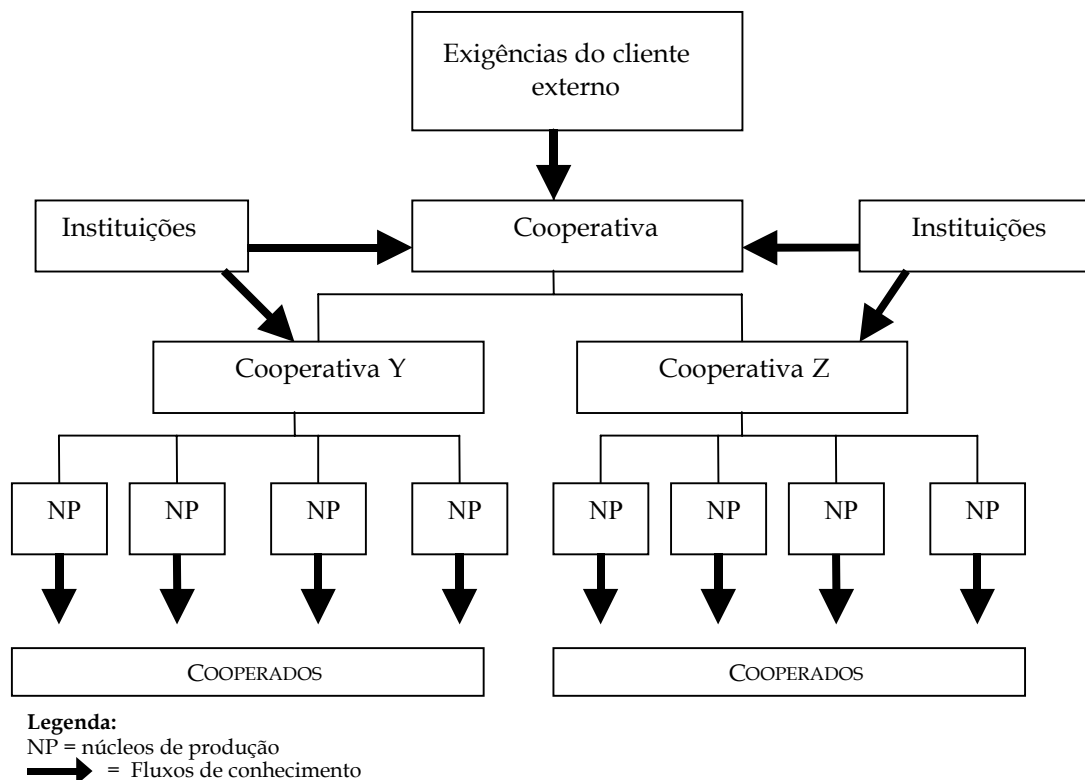 Exigências do cliente
externo
Instituições
Cooperativa
Instituições
Cooperativa Y
Cooperativa Z
NP
NP
NP
NP
NP
NP
NP
NP
COOPERADOS
COOPERADOS
Legenda:
NP = núcleos de produção
= Fluxos de conhecimento